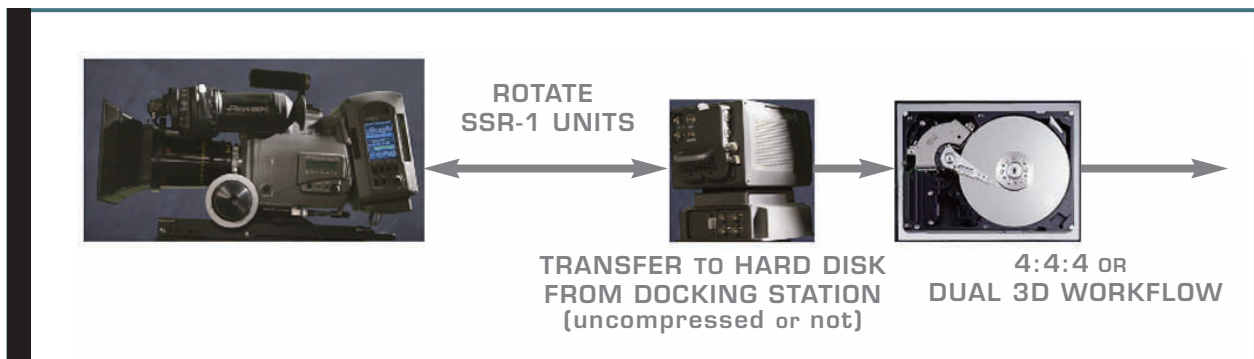 ROTATE
SSR-1 UNITS
TRANSFER TO HARD DISK
FROM DOCKING STATION
(uncompressed or not)
4:4:4 OR
DUAL 3D WORKFLOW